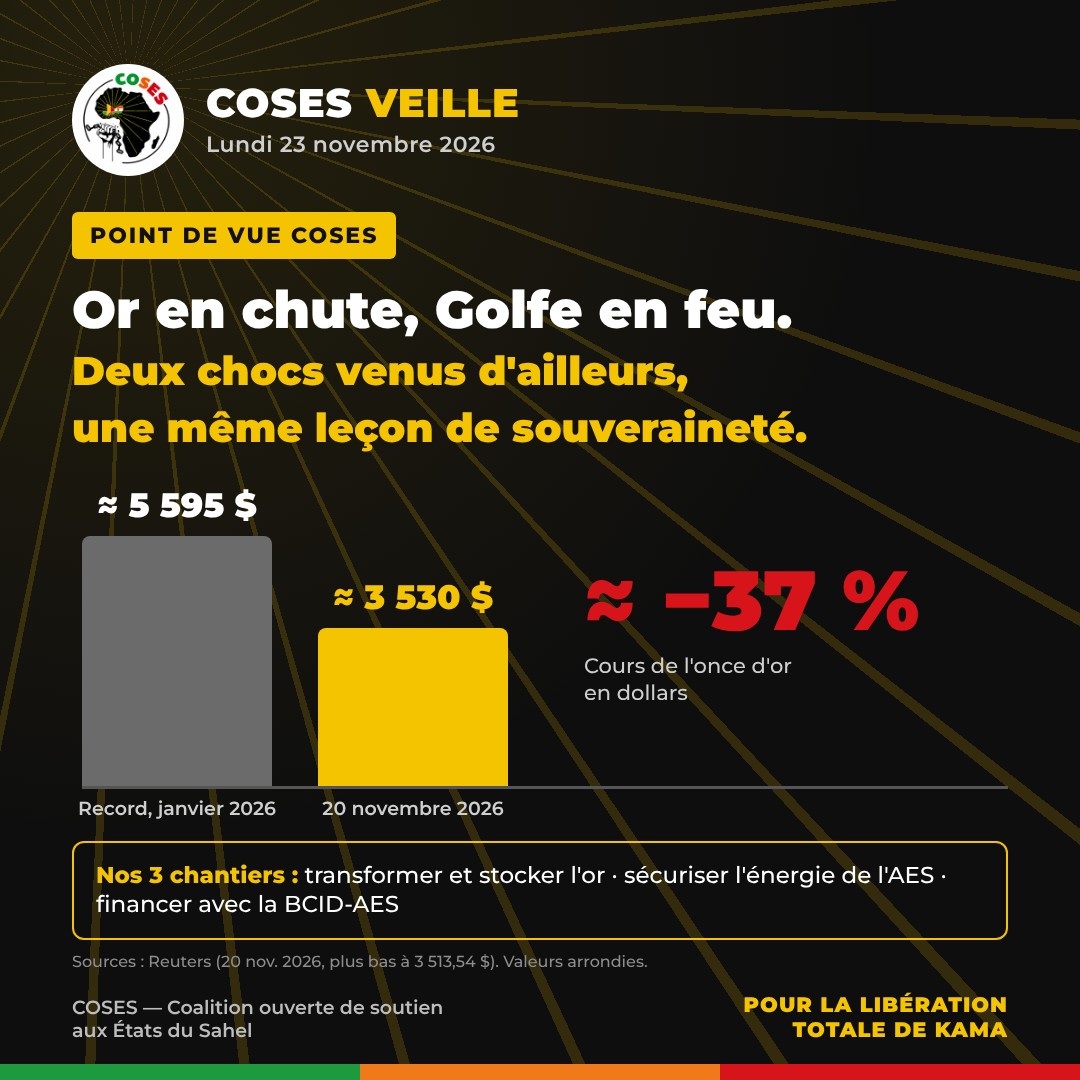 COSES
COSES VEILLE
Lundi 23 novembre 2026
POINT DE VUE COSES
Or en chute, Golfe en feu.
Deux chocs venus d'ailleurs,
une même leçon de souveraineté.
≈ 5 595 $
≈ 3 530 $
≈ −37 %
Cours de l'once d'or
en dollars
Record, janvier 2026
20 novembre 2026
Nos 3 chantiers : transformer et stocker l'or · sécuriser l'énergie de l'AES ·
financer avec la BCID-AES
Sources : Reuters (20 nov. 2026, plus bas à 3 513,54 $). Valeurs arrondies.
COSES — Coalition ouverte de soutien
aux États du Sahel
POUR LA LIBÉRATION
TOTALE DE KAMA